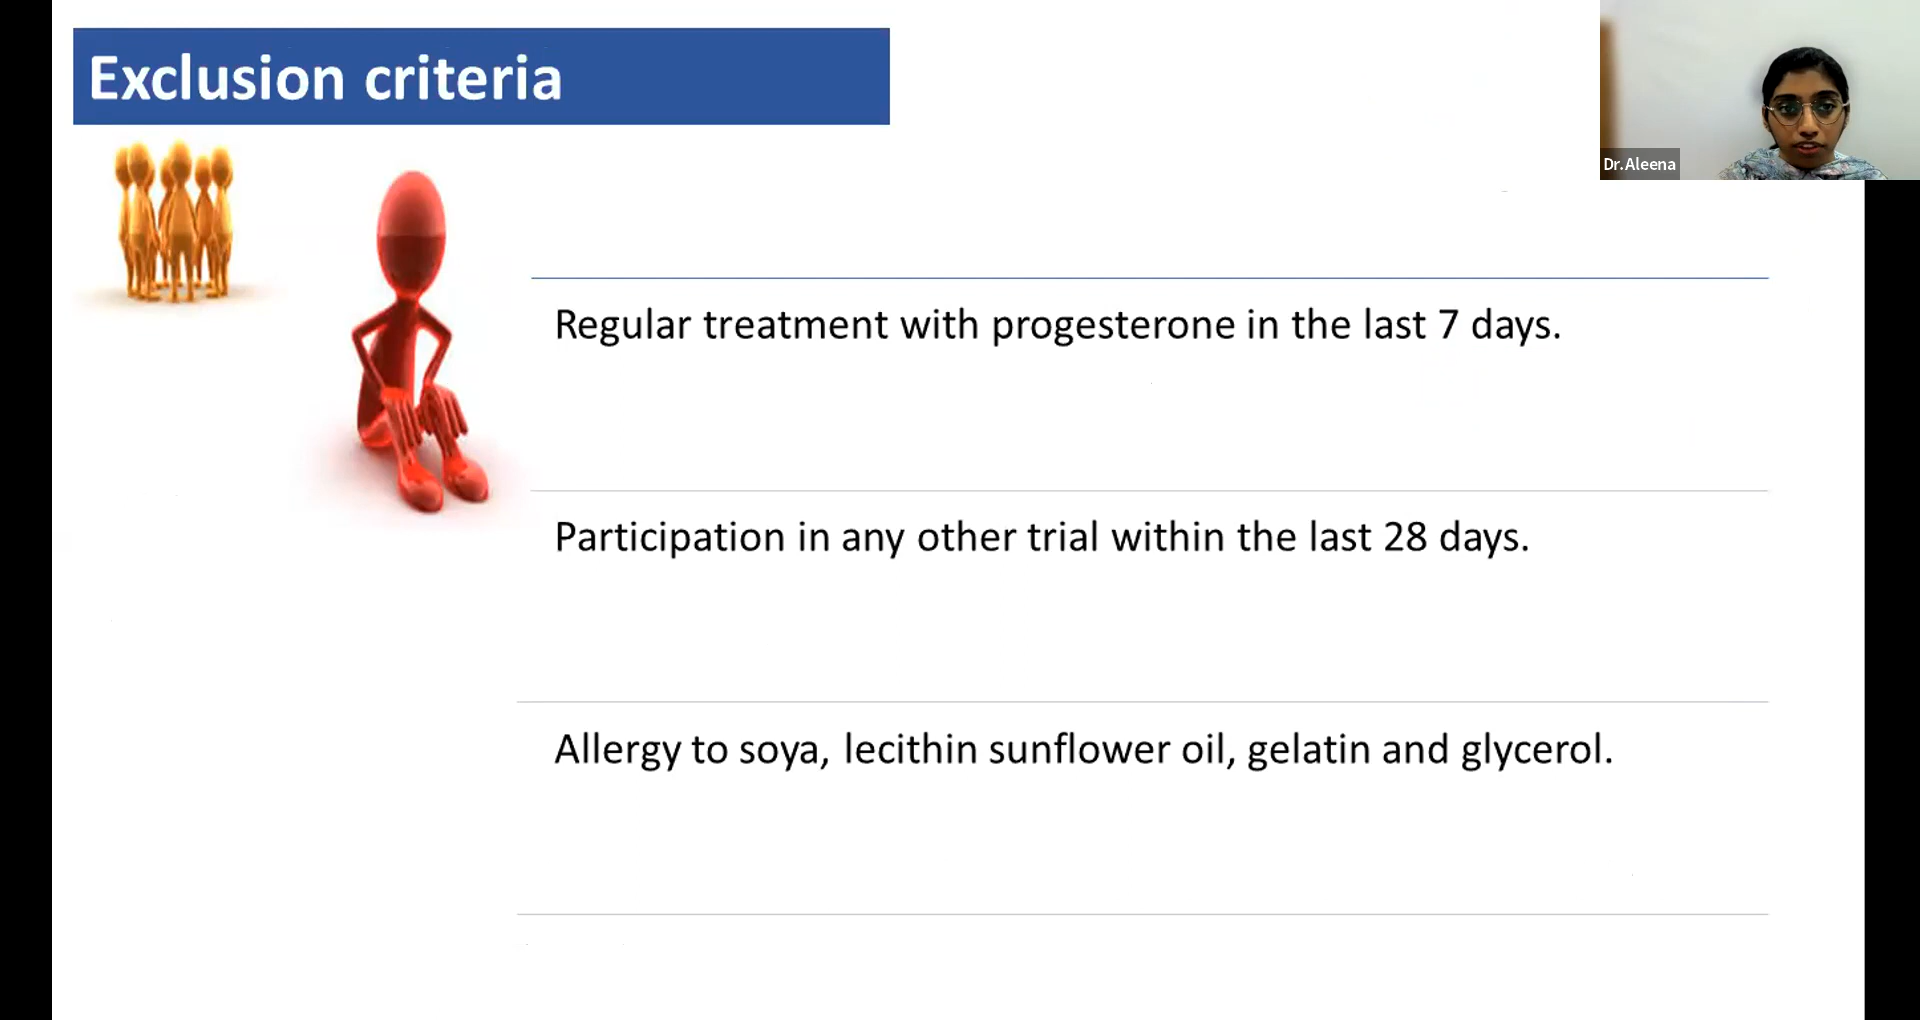 Exclusion criteria
Dr.Aleena
Regular treatment with progesterone in the last 7 days.
Participation in any other trial within the last 28 days.
Allergy to soya, lecithin sunflower oil, gelatin and glycerol.